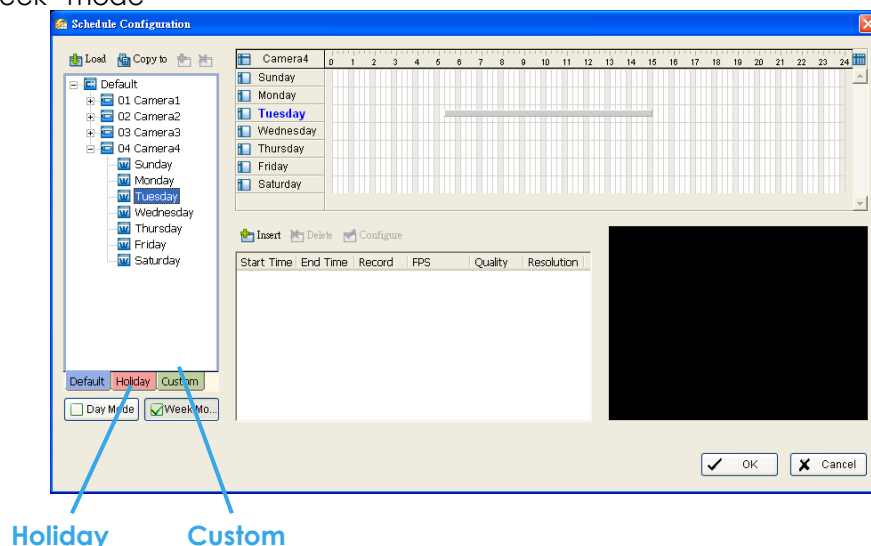 eek mode
Schedule Configuration
Load Copy to
Default
01 Camera1
02 Camera2
03 Camera3
04 Camera4
Sunday
Monday
Tuesday
Wednesday
Thursday
Friday
Saturday
Default Holiday Custom
Day Mode Week Mo...
Camera4 0 1 2 3 4 5 6 7 8 9 10 11 12 13 14 15 16 17 18 19 20 21 22 23 24
Sunday
Monday
Tuesday
Wednesday
Thursday
Friday
Saturday
Insert Delete Configure
Start Time End Time Record FPS Quality Resolution
OK Cancel
Holiday Custom